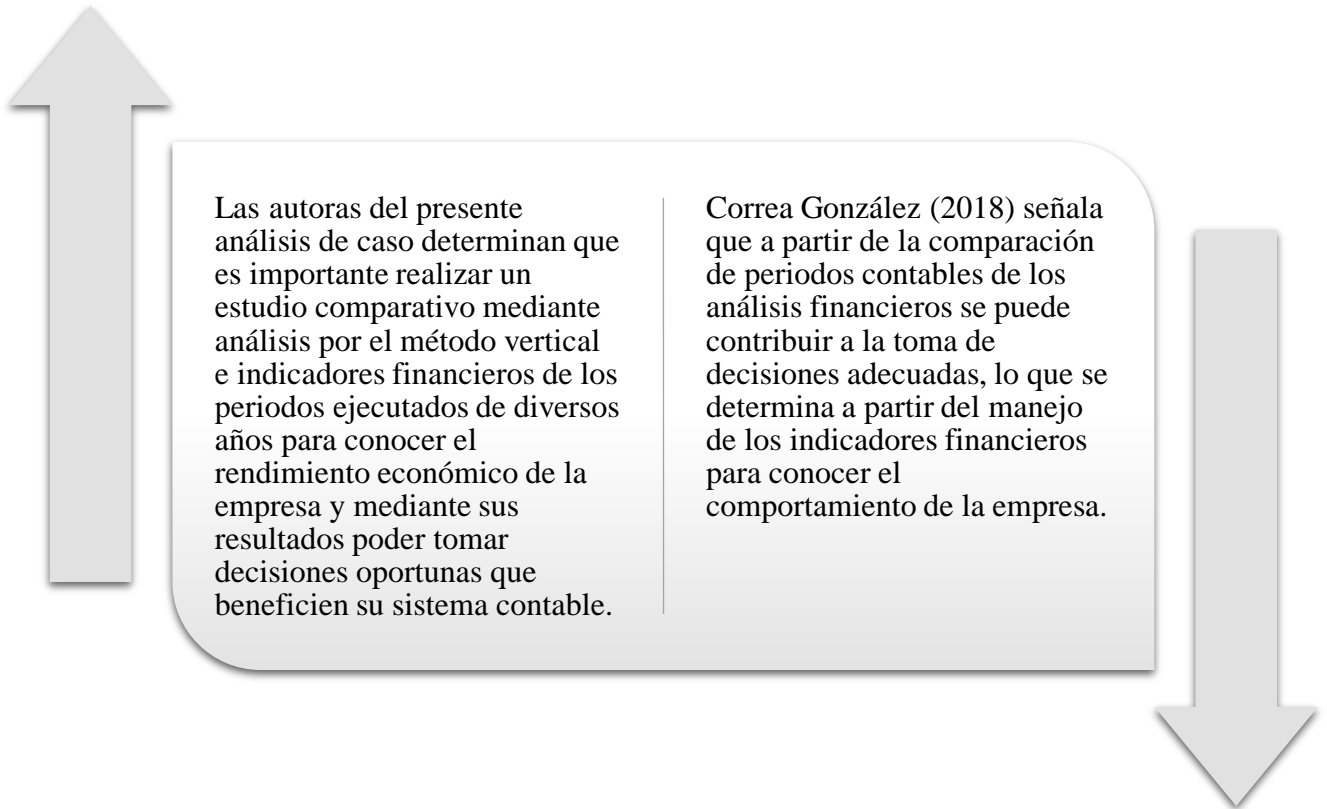 Las autoras del presente
análisis de caso determinan que
es importante realizar un
estudio comparativo mediante
análisis por el método vertical
e indicadores financieros de los
periodos ejecutados de diversos
años para conocer el
rendimiento económico de la
empresa y mediante sus
resultados poder tomar
decisiones oportunas que
beneficien su sistema contable.
Correa González (2018) señala
que a partir de la comparación
de periodos contables de los
análisis financieros se puede
contribuir a la toma de
decisiones adecuadas, lo que se
determina a partir del manejo
de los indicadores financieros
para conocer el
comportamiento de la empresa.